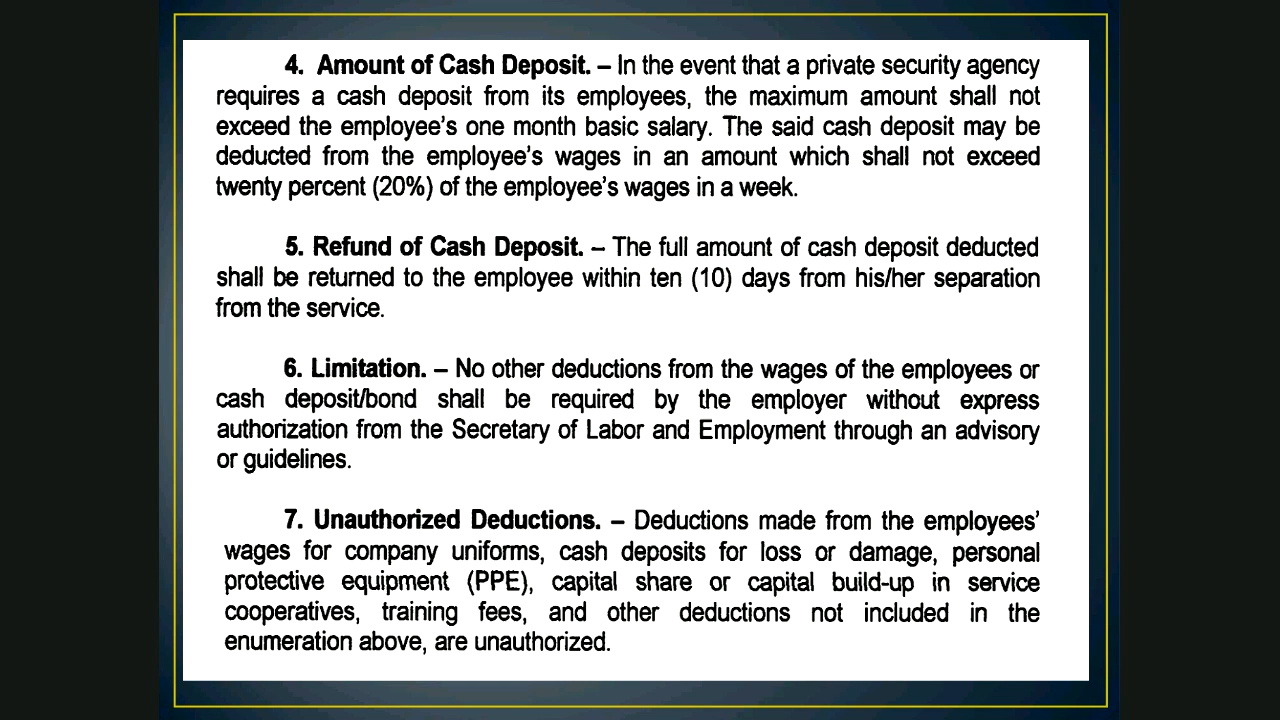 4. Amount of Cash Deposit. – In the event that a private security agency
requires a cash deposit from its employees, the maximum amount shall not
exceed the employee's one month basic salary. The said cash deposit may be
deducted from the employee's wages in an amount which shall not exceed
twenty percent (20%) of the employee's wages in a week.
5. Refund of Cash Deposit. – The full amount of cash deposit deducted
shall be returned to the employee within ten (10) days from his/her separation
from the service.
6. Limitation. – No other deductions from the wages of the employees or
cash deposit/bond shall be required by the employer without express
authorization from the Secretary of Labor and Employment through an advisory
or guidelines.
7. Unauthorized Deductions. – Deductions made from the employees'
wages for company uniforms, cash deposits for loss or damage, personal
protective equipment (PPE), capital share or capital build-up in service
cooperatives, training fees, and other deductions not included in the
enumeration above, are unauthorized.